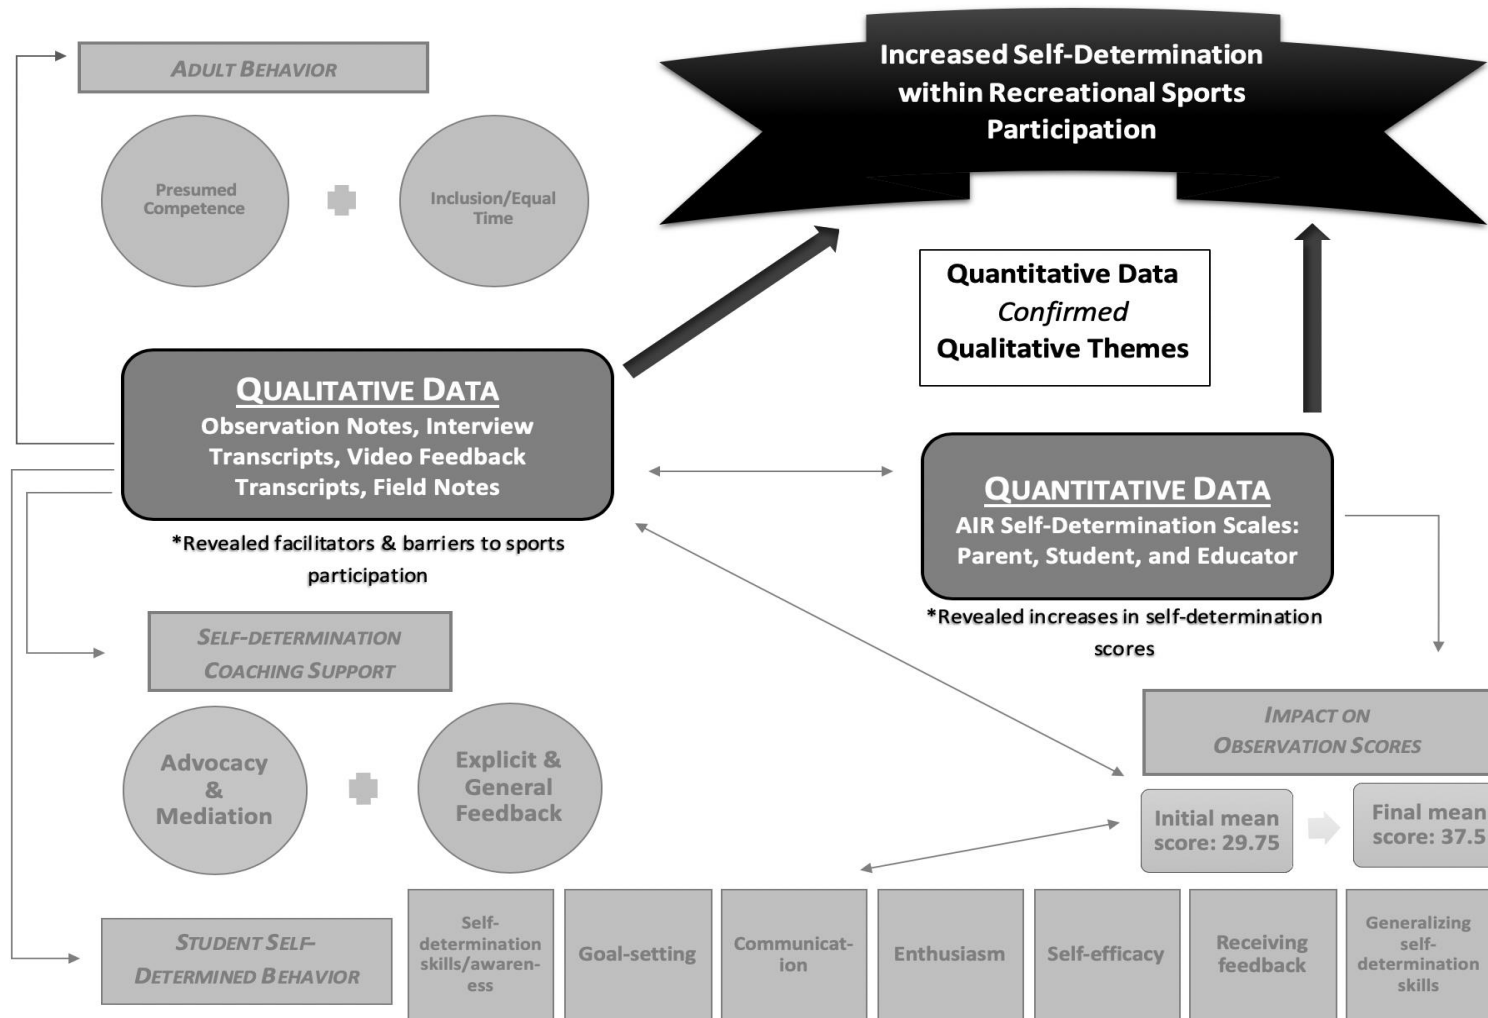 ADULT BEHAVIOR
Increased Self-Determination
within Recreational Sports
Participation
Presumed
Competence
Inclusion/Equal
Time
Quantitative Data
Confirmed
Qualitative Themes
QUALITATIVE DATA
Observation Notes, Interview
Transcripts, Video Feedback
Transcripts, Field Notes
*Revealed facilitators & barriers to sports
participation
QUANTITATIVE DATA
AIR Self-Determination Scales:
Parent, Student, and Educator
*Revealed increases in self-determination
scores
SELF-DETERMINATION
COACHING SUPPORT
Advocacy
&
Mediation
Explicit &
General
Feedback
IMPACT ON
OBSERVATION SCORES
Initial mean
score: 29.75
Final mean
score: 37.5
STUDENT SELF-
DETERMINED BEHAVIOR
Self-
determination
skills/awaren-
ess
Goal-setting
Communicat-
ion
Enthusiasm
Self-efficacy
Receiving
feedback
Generalizing
self-
determination
skills